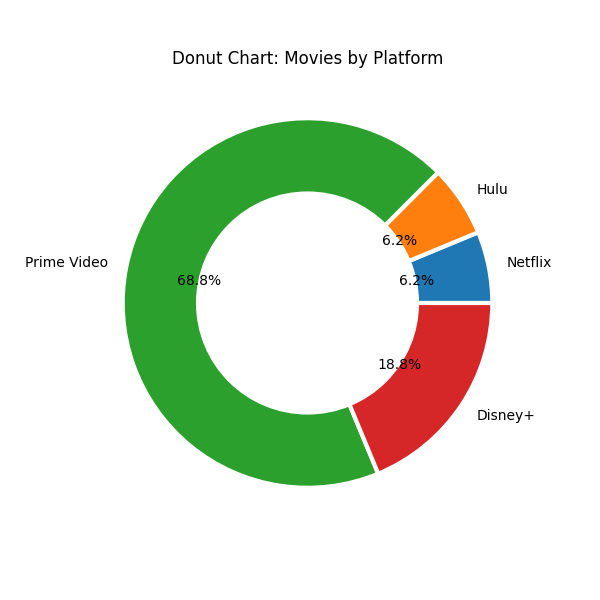 Donut Chart: Movies by Platform
Hulu
6.2%
Prime Video
Netflix
68.8%
6.2%
18.8%
Disney+